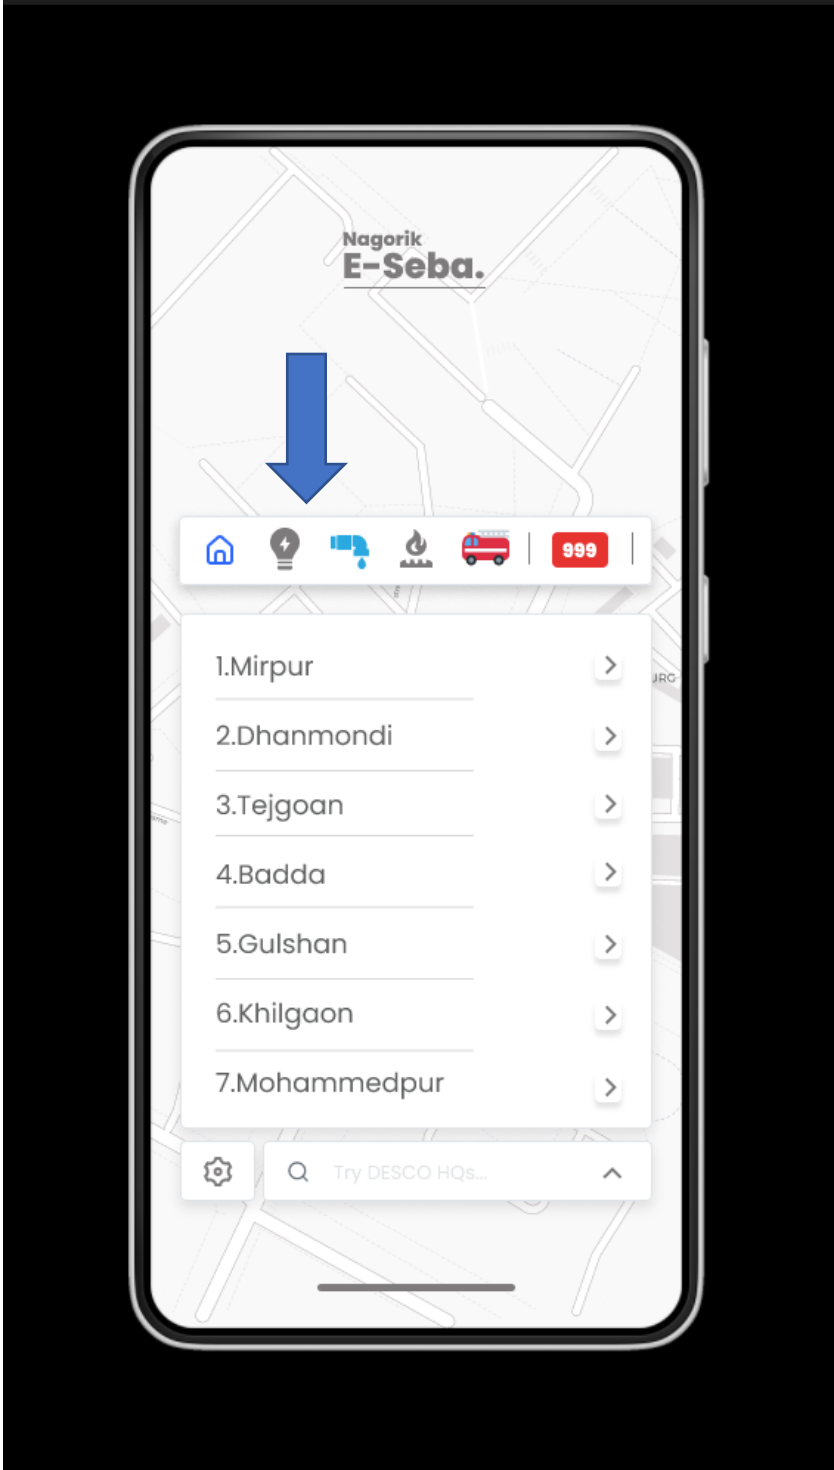 Nagorik
E-Seba.
999
JRG
1.Mirpur
2.Dhanmondi
3.Tejgoan
4.Badda
5.Gulshan
6.Khilgaon
7.Mohammedpur
Try DESCO HQs...